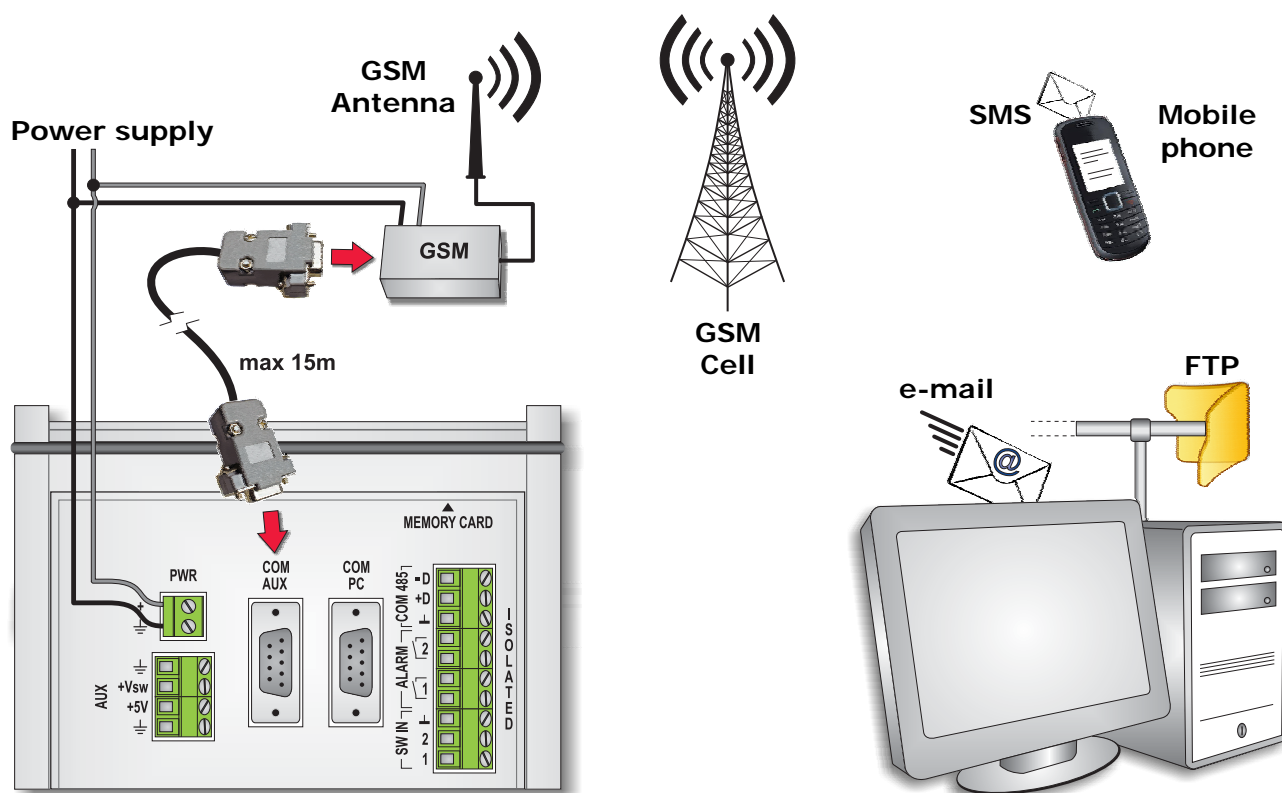 GSM
Antenna
Power supply
SMS
Mobile
phone
GSM
max 15m
GSM
Cell
FTP
e-mail
@
MEMORY CARD
PWR
COM
AUX
COM
PC
+
COM 485
-D
+D
ALARM
2
1
SW IN
2
1
ISOLATED
AUX
+Vsw
+5V